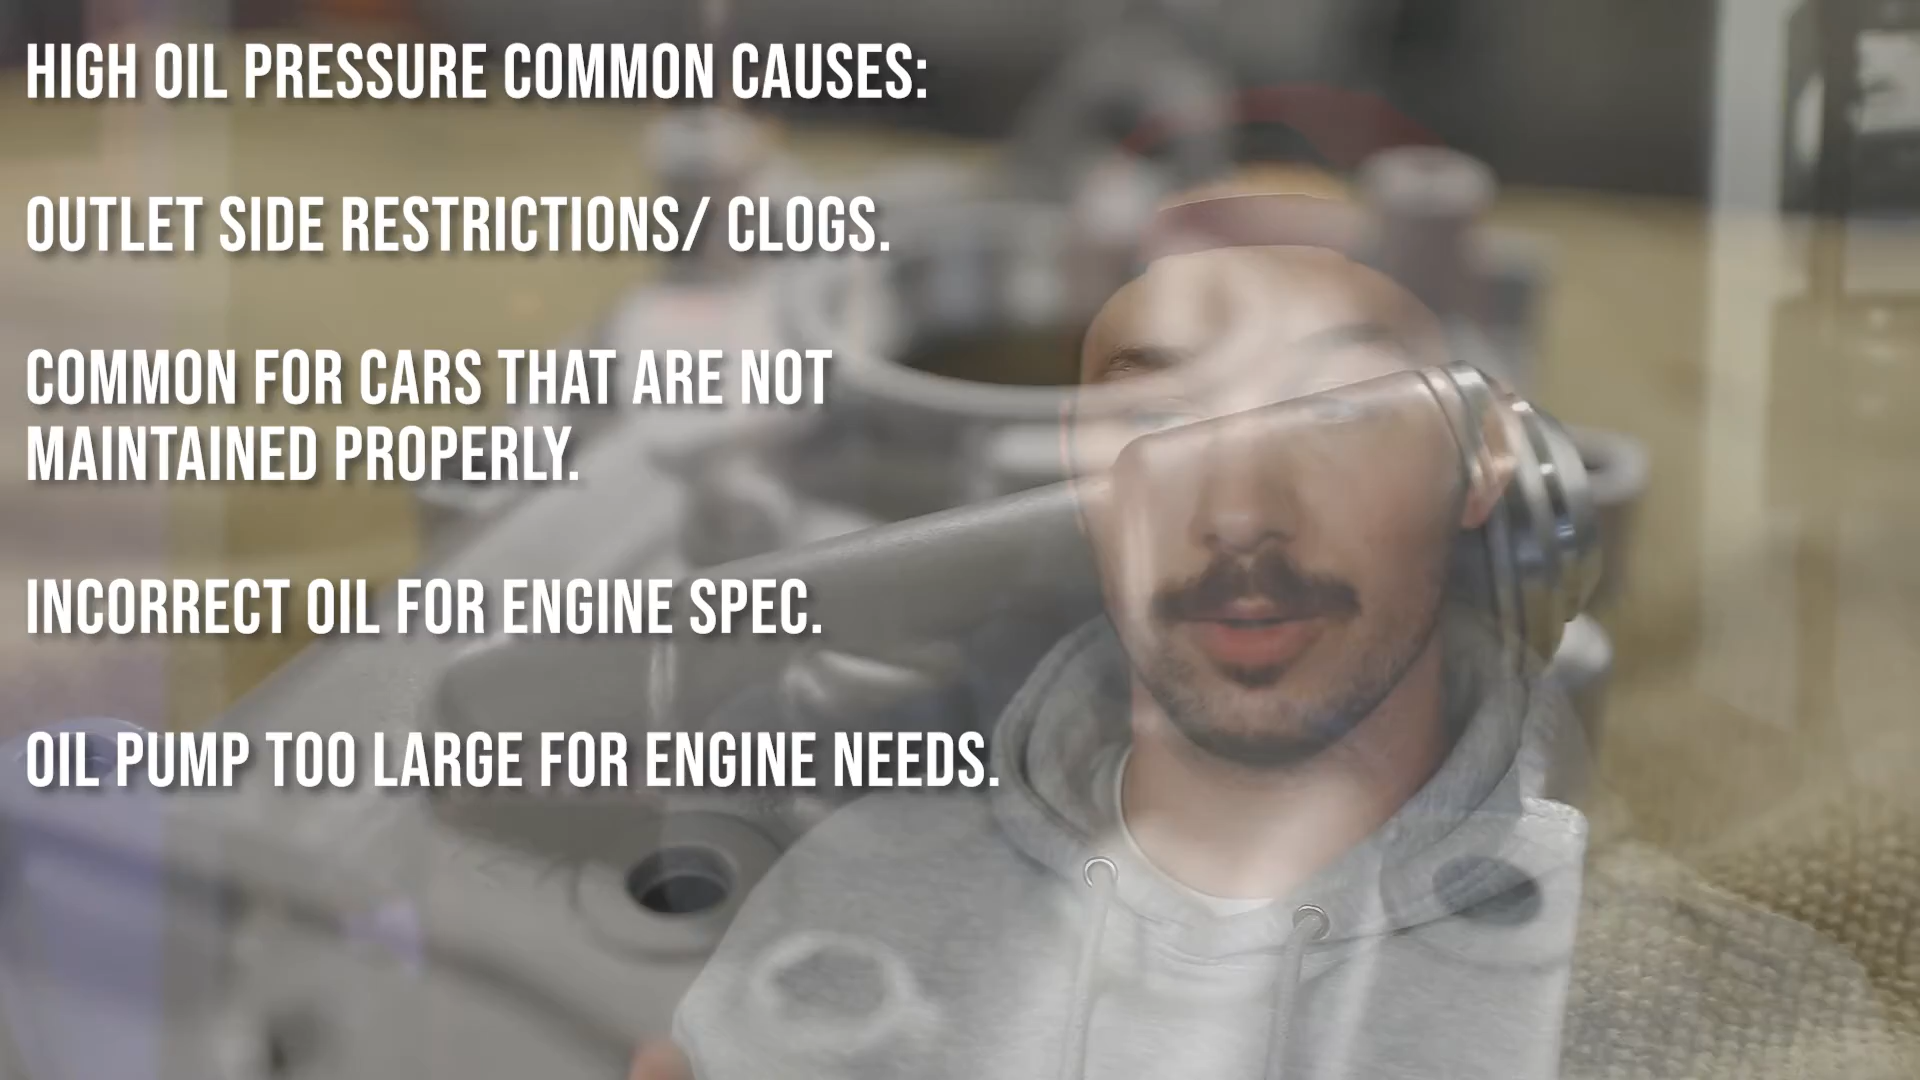 HIGH OIL PRESSURE COMMON CAUSES:
OUTLET SIDE RESTRICTIONS/ CLOGS.
COMMON FOR CARS THAT ARE NOT
MAINTAINED PROPERLY.
INCORRECT OIL FOR ENGINE SPEC.
OIL PUMP TOO LARGE FOR ENGINE NEEDS.